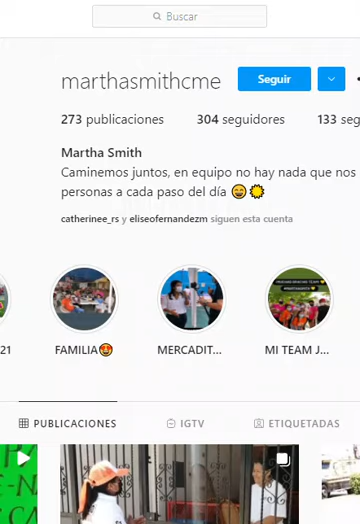 Buscar
marthasmithcme
Seguir
273 publicaciones 304 seguidores 133 seg
Martha Smith
Caminemos juntos, en equipo no hay nada que nos
personas a cada paso del día 😄🌟
catherinee_rs y eliseofernandezm siguen esta cuenta
21 FAMILIA🤩 MERCADIT... MI TEAM J...
PUBLICACIONES IGTV ETIQUETADAS